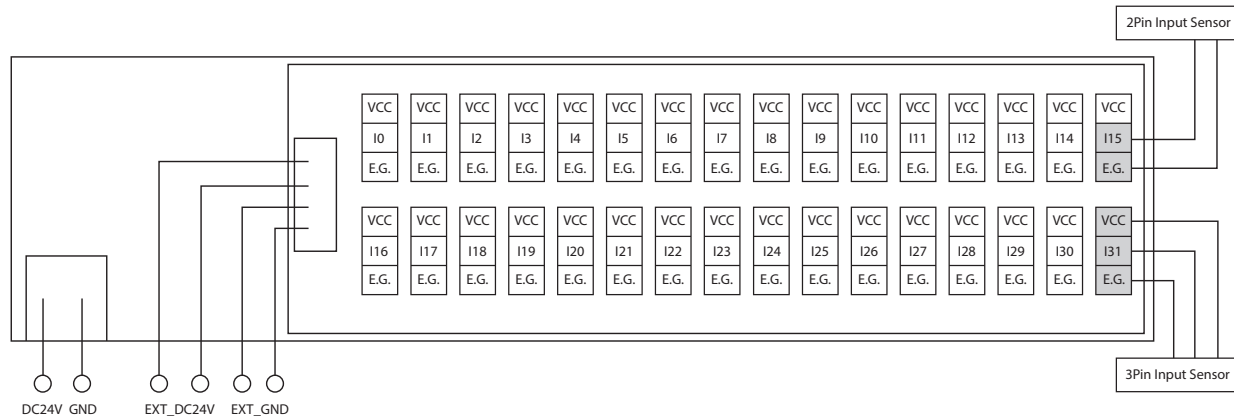 2Pin Input Sensor
VCC VCC VCC VCC VCC VCC VCC VCC VCC VCC VCC VCC VCC VCC VCC VCC
I0 I1 I2 I3 I4 I5 I6 I7 I8 I9 I10 I11 I12 I13 I14 I15
E.G. E.G. E.G. E.G. E.G. E.G. E.G. E.G. E.G. E.G. E.G. E.G. E.G. E.G. E.G. E.G.
VCC VCC VCC VCC VCC VCC VCC VCC VCC VCC VCC VCC VCC VCC VCC VCC
I16 I17 I18 I19 I20 I21 I22 I23 I24 I25 I26 I27 I28 I29 I30 I31
E.G. E.G. E.G. E.G. E.G. E.G. E.G. E.G. E.G. E.G. E.G. E.G. E.G. E.G. E.G. E.G.
3Pin Input Sensor
DC24V GND EXT_DC24V EXT_GND